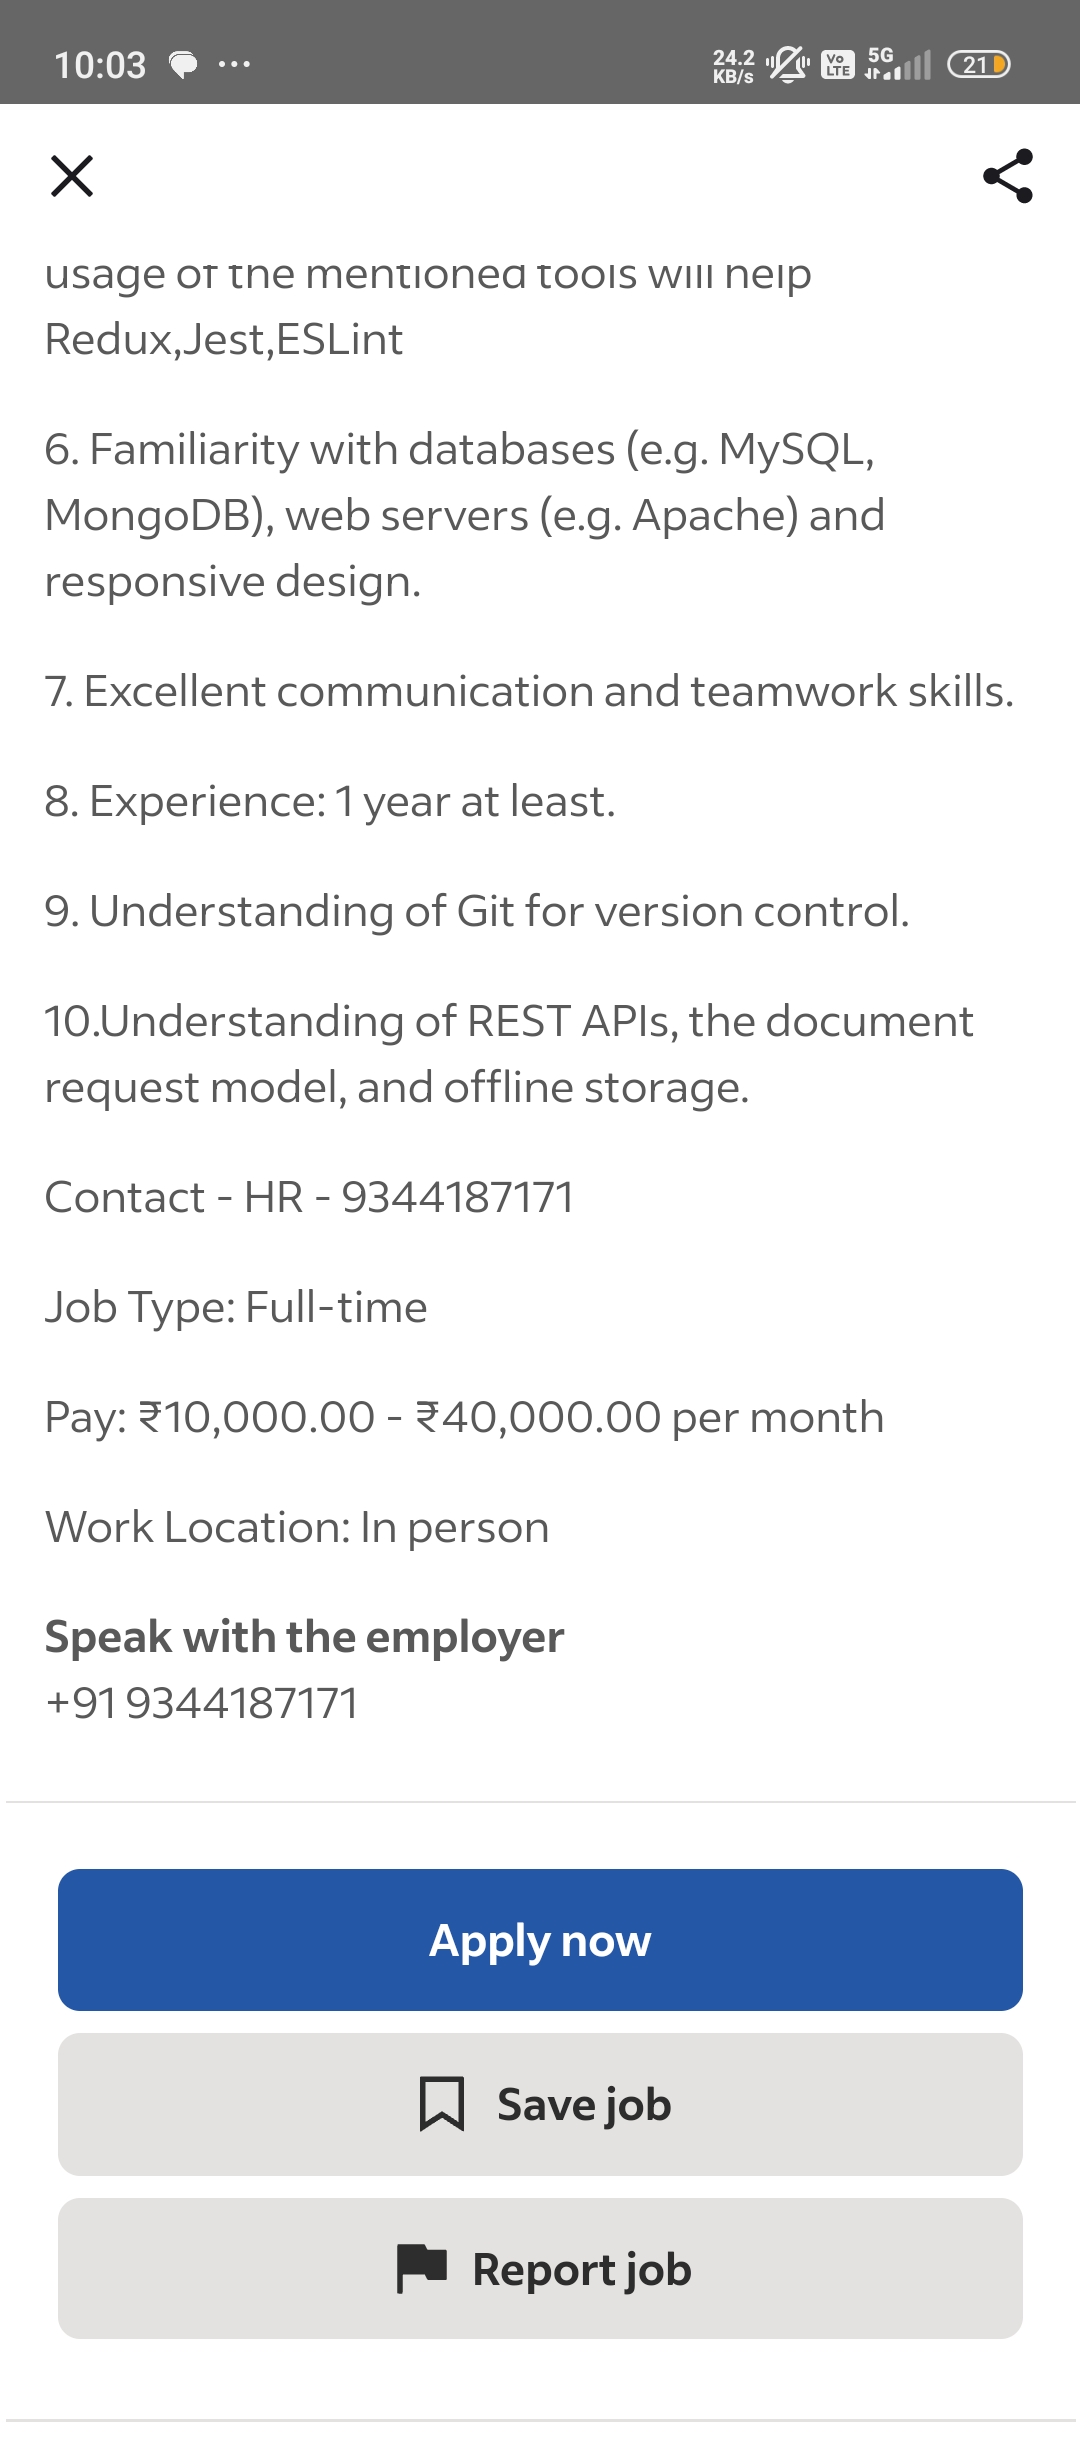 10:03
24.2
KB/s
Vo
LTE
5G
21
usage of the mentioned tools will help
Redux,Jest,ESLint
6. Familiarity with databases (e.g. MySQL,
MongoDB), web servers (e.g. Apache) and
responsive design.
7. Excellent communication and teamwork skills.
8. Experience: 1 year at least.
9. Understanding of Git for version control.
10.Understanding of REST APIs, the document
request model, and offline storage.
Contact - HR - 9344187171
Job Type: Full-time
Pay: ₹10,000.00 - ₹40,000.00 per month
Work Location: In person
Speak with the employer
+91 9344187171
Apply now
Save job
Report job